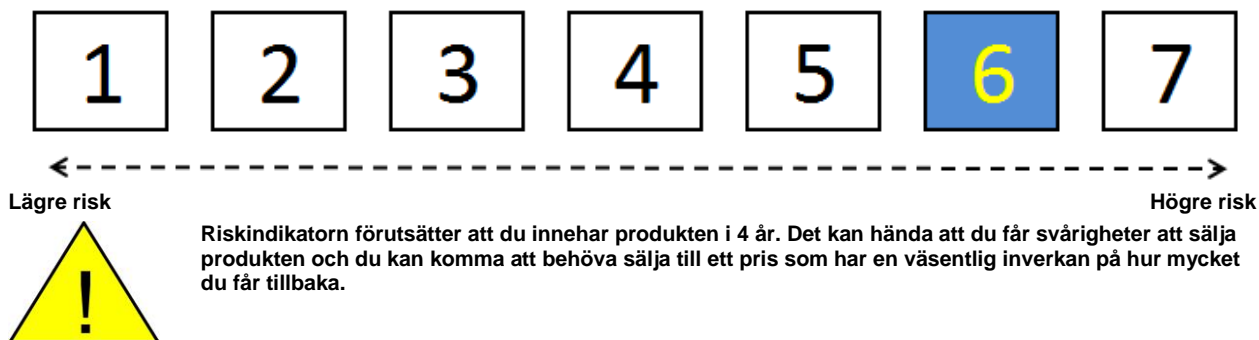 1 2 3 4 5 6 7
Lägre risk Högre risk
Riskindikatorn förutsätter att du innehar produkten i 4 år. Det kan hända att du får svårigheter att sälja
produkten och du kan komma att behöva sälja till ett pris som har en väsentlig inverkan på hur mycket
du får tillbaka.
!